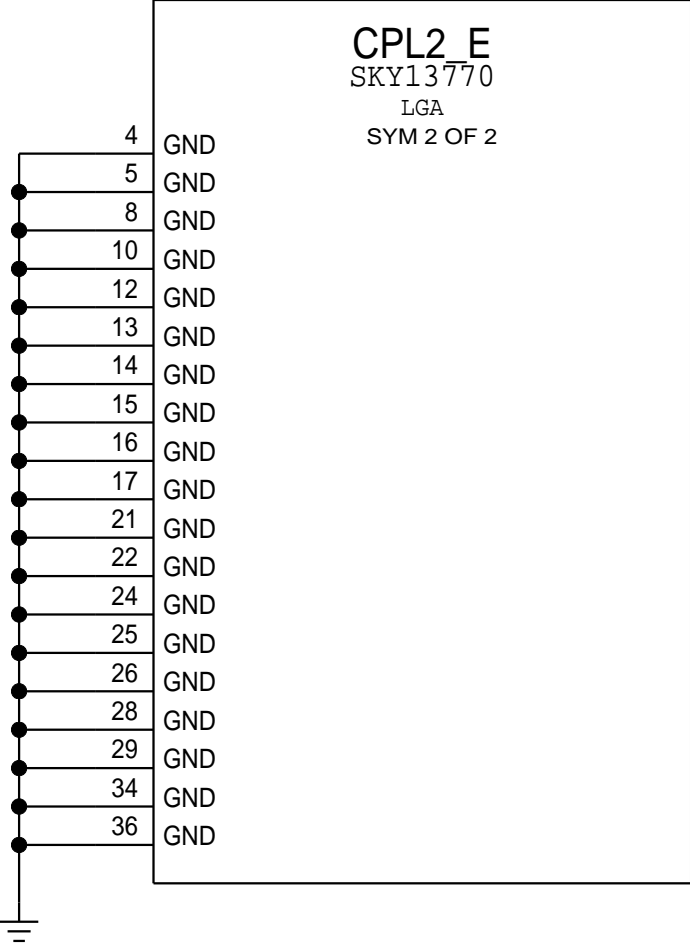 CPL2_E
SKY13770
LGA
SYM 2 OF 2
4 GND
5 GND
8 GND
10 GND
12 GND
13 GND
14 GND
15 GND
16 GND
17 GND
21 GND
22 GND
24 GND
25 GND
26 GND
28 GND
29 GND
34 GND
36 GND